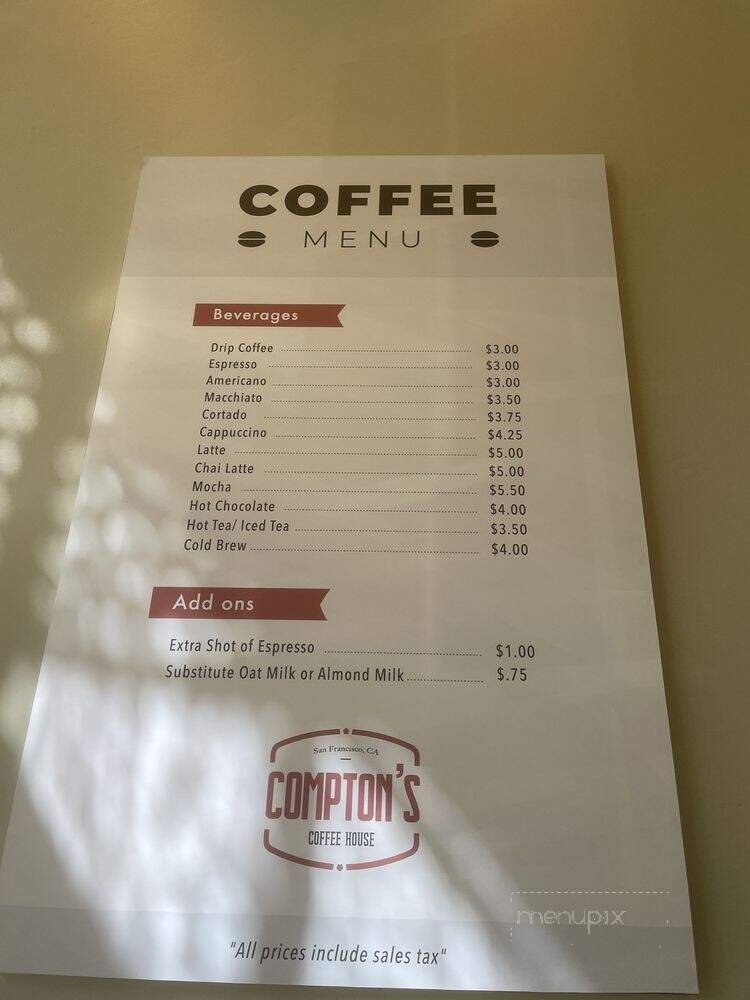 COFFEE
MENU
Beverages
Drip Coffee $3.00
Espresso $3.00
Americano $3.00
Macchiato $3.50
Cortado $3.75
Cappuccino $4.25
Latte $5.00
Chai Latte $5.00
Mocha $5.50
Hot Chocolate $4.00
Hot Tea/ Iced Tea $3.50
Cold Brew $4.00
Add ons
Extra Shot of Espresso $1.00
Substitute Oat Milk or Almond Milk $.75
San Francisco, CA
COMPTON'S
COFFEE HOUSE
menupix
"All prices include sales tax"